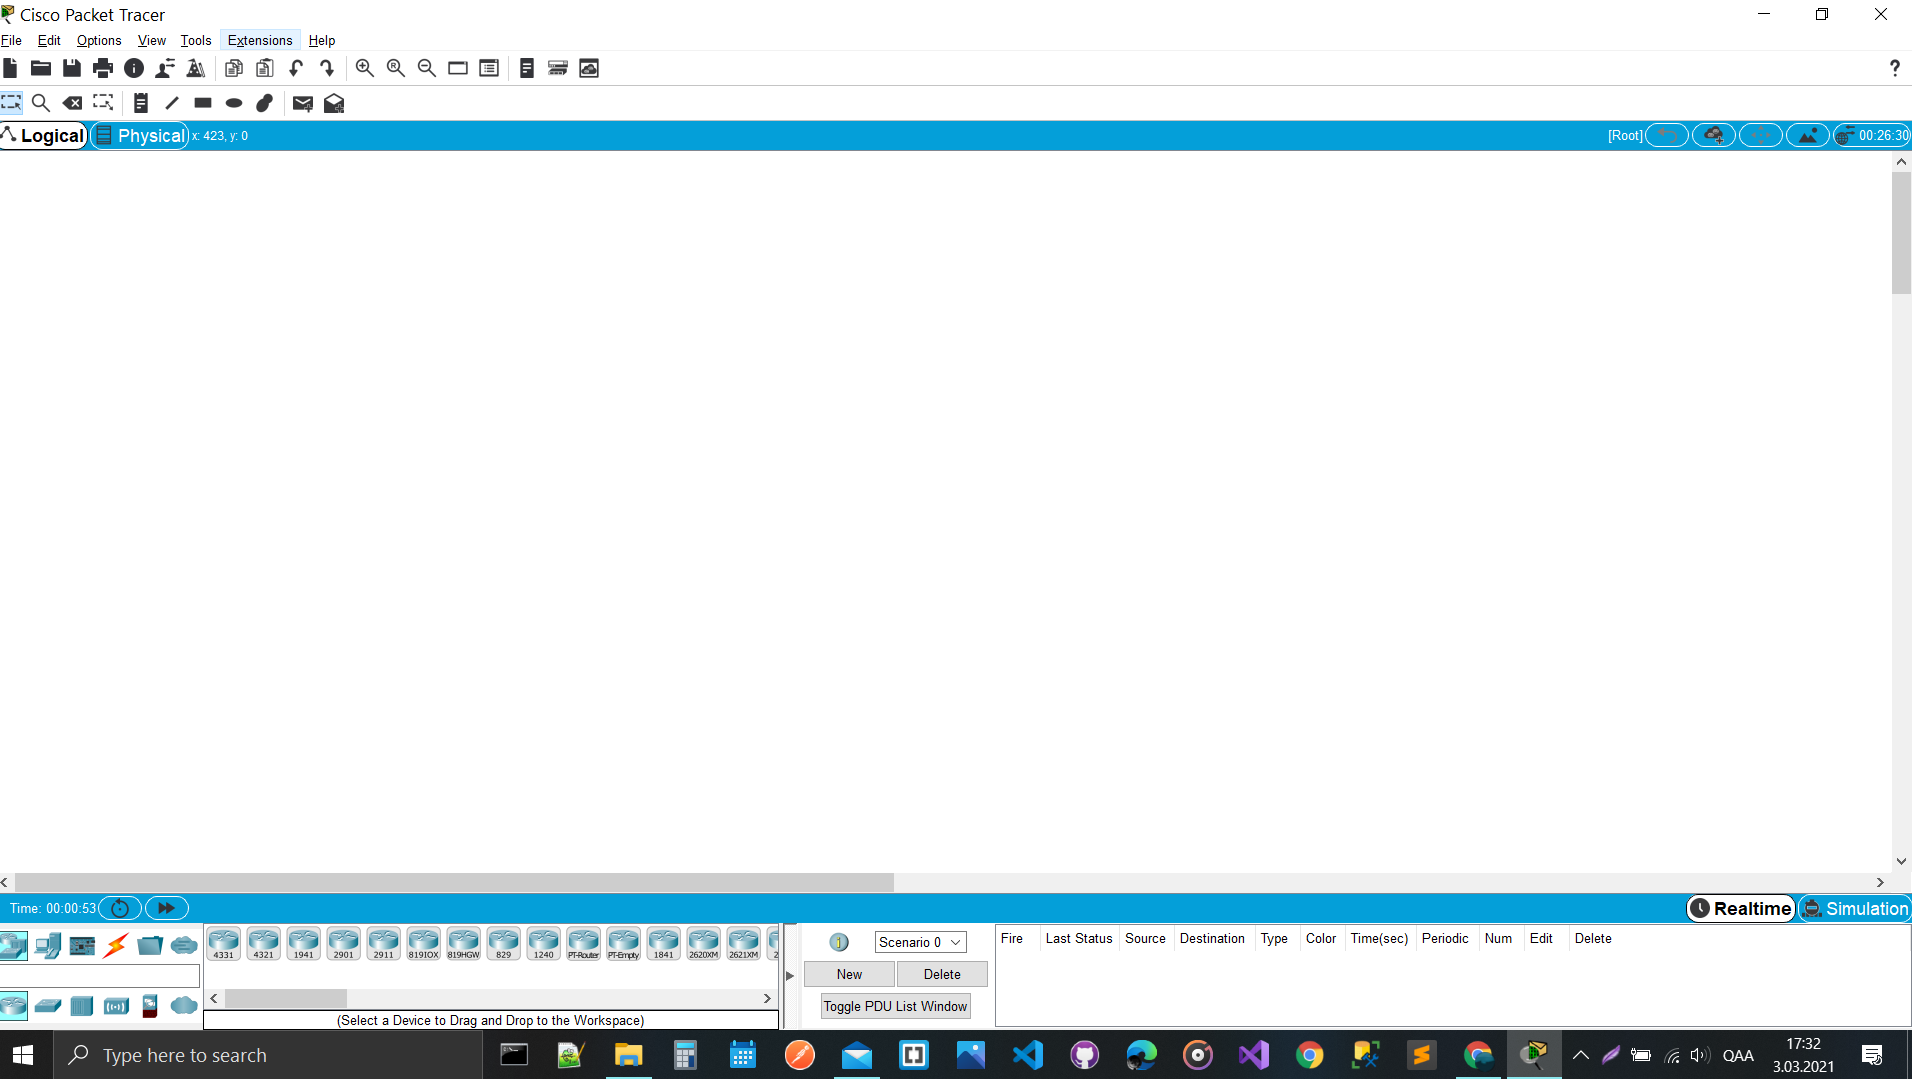 Cisco Packet Tracer
File Edit Options View Tools Extensions Help
Logical Physical x: 423, y: 0 [Root] 00:26:30
Time: 00:00:53 Realtime Simulation
4331 4321 1941 2901 2911 819IOX 819HGW 829 1240 PT-Router PT-Empty 1841 2620XM 2621XM 2
(Select a Device to Drag and Drop to the Workspace)
Scenario 0
New Delete
Toggle PDU List Window
Fire Last Status Source Destination Type Color Time(sec) Periodic Num Edit Delete
Type here to search
QAA
17:32
3.03.2021